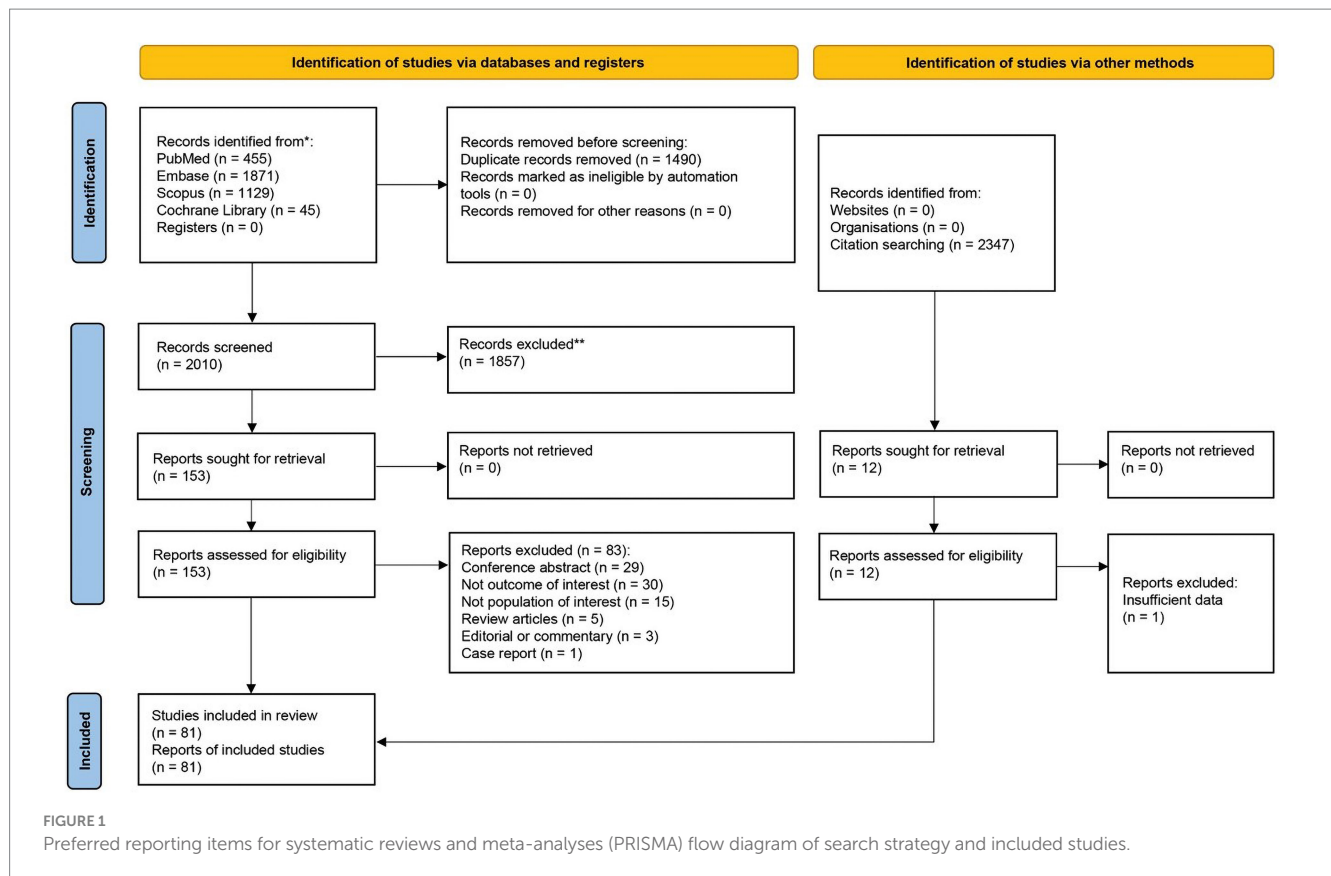 Identification of studies via databases and registers
Identification of studies via other methods
Identification
Records identified from*:
PubMed (n = 455)
Embase (n = 1871)
Scopus (n = 1129)
Cochrane Library (n = 45)
Registers (n = 0)
Records removed before screening:
Duplicate records removed (n = 1490)
Records marked as ineligible by automation
tools (n = 0)
Records removed for other reasons (n = 0)
Records identified from:
Websites (n = 0)
Organisations (n = 0)
Citation searching (n = 2347)
Screening
Records screened
(n = 2010)
Records excluded**
(n = 1857)
Reports sought for retrieval
(n = 153)
Reports not retrieved
(n = 0)
Reports sought for retrieval
(n = 12)
Reports not retrieved
(n = 0)
Reports assessed for eligibility
(n = 153)
Reports excluded (n = 83):
Conference abstract (n = 29)
Not outcome of interest (n = 30)
Not population of interest (n = 15)
Review articles (n = 5)
Editorial or commentary (n = 3)
Case report (n = 1)
Reports assessed for eligibility
(n = 12)
Reports excluded:
Insufficient data
(n = 1)
Included
Studies included in review
(n = 81)
Reports of included studies
(n = 81)
FIGURE 1
Preferred reporting items for systematic reviews and meta-analyses (PRISMA) flow diagram of search strategy and included studies.